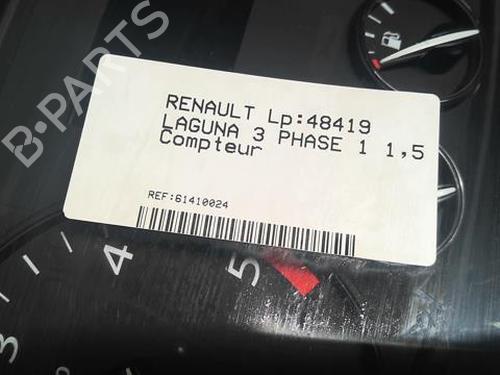 B-PARTS
RENAULT Lp:48419
LAGUNA 3 PHASE 1 1,5
Compteur
REF:61410024
3
4
5